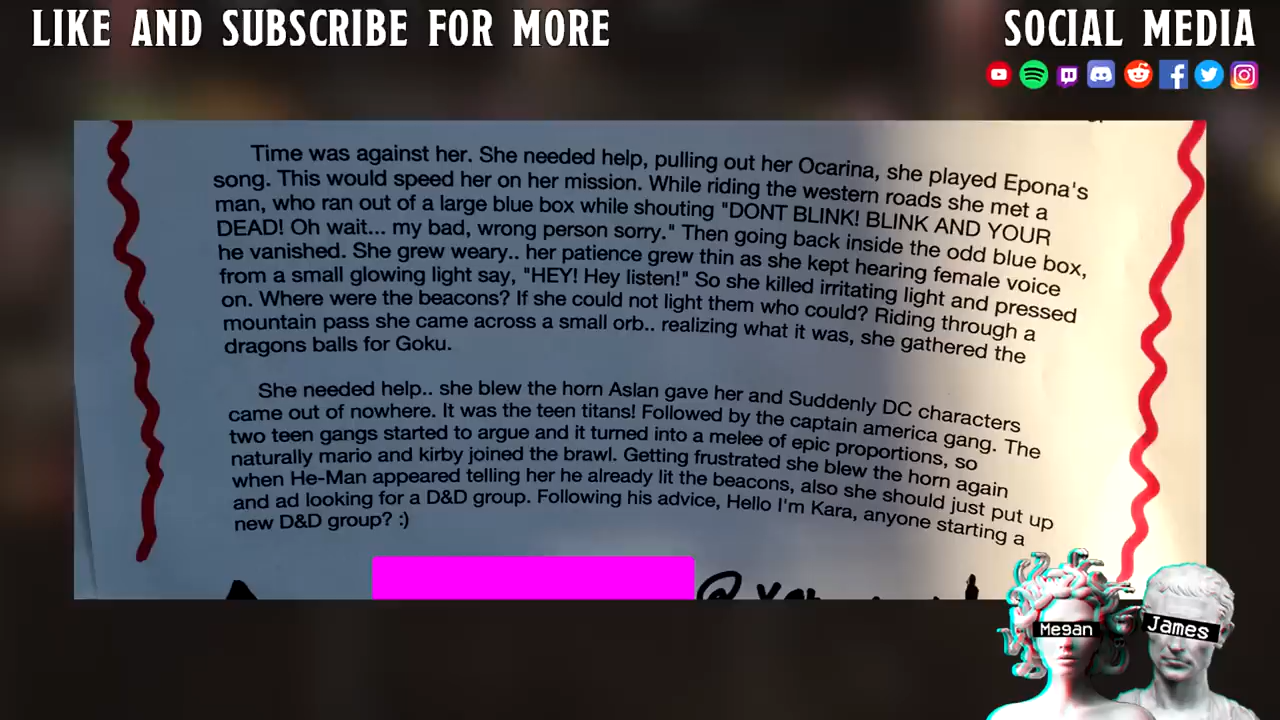 LIKE AND SUBSCRIBE FOR MORE
SOCIAL MEDIA
Time was against her. She needed help, pulling out her Ocarina, she played Epona's
song. This would speed her on her mission. While riding the western roads she met a
man, who ran out of a large blue box while shouting "DONT BLINK! BLINK AND YOUR
DEAD! Oh wait... my bad, wrong person sorry." Then going back inside the odd blue box,
he vanished. She grew weary.. her patience grew thin as she kept hearing female voice
from a small glowing light say, "HEY! Hey listen!" So she killed irritating light and pressed
on. Where were the beacons? If she could not light them who could? Riding through a
mountain pass she came across a small orb.. realizing what it was, she gathered the
dragons balls for Goku.
She needed help.. she blew the horn Aslan gave her and Suddenly DC characters
came out of nowhere. It was the teen titans! Followed by the captain america gang. The
two teen gangs started to argue and it turned into a melee of epic proportions, so
naturally mario and kirby joined the brawl. Getting frustrated she blew the horn again
when He-Man appeared telling her he already lit the beacons, also she should just put up
and ad looking for a D&D group. Following his advice, Hello I'm Kara, anyone starting a
new D&D group? :)
Megan
James